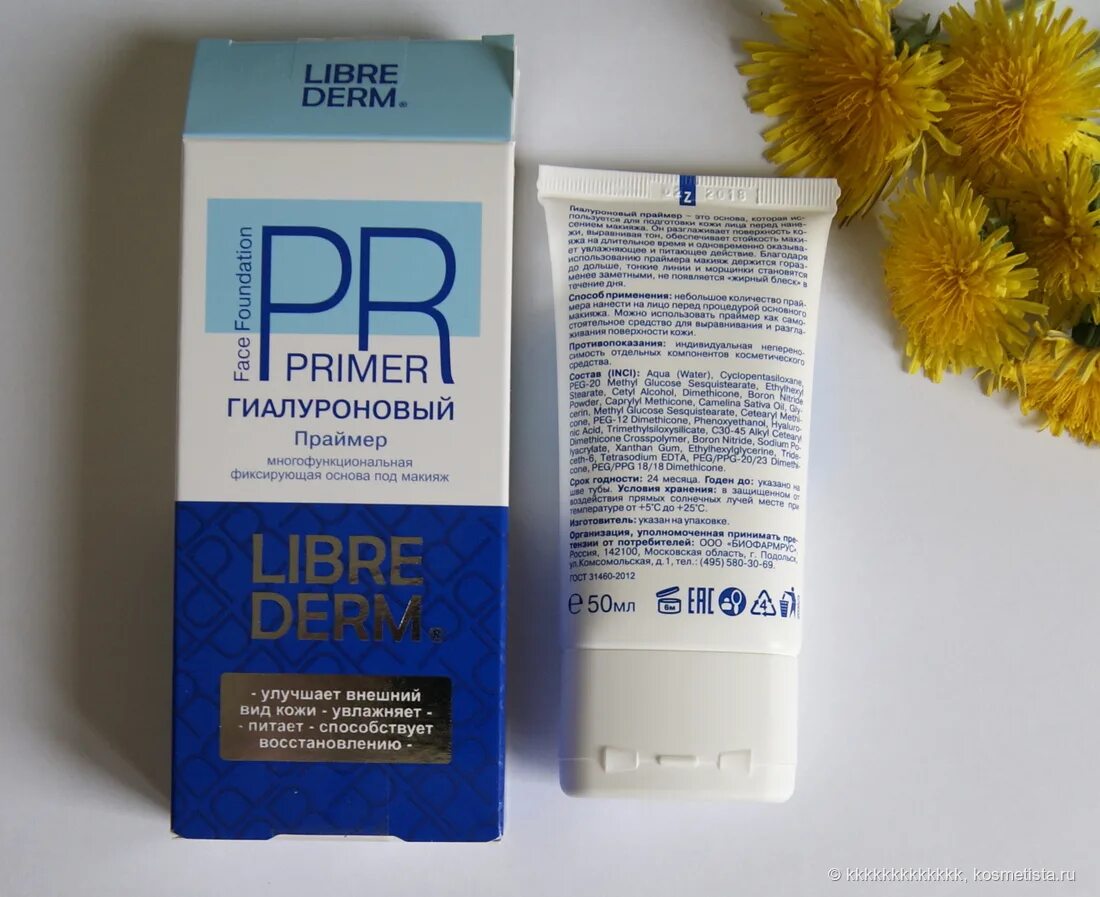 LIBRE
DERM®
Face Foundation
PR
PRIMER
ГИАЛУРОНОВЫЙ
Праймер
многофункциональная
фиксирующая основа под макияж
LIBRE
DERM®
- улучшает внешний
вид кожи - увлажняет -
- питает - способствует
восстановлению -
Z 2018
Гиалуроновый праймер – это основа, которая ис-
пользуется для подготовки кожи лица перед нане-
сением макияжа. Он разглаживает поверхность ко-
жи, выравнивая тон, обеспечивает стойкость маки-
яжа на длительное время и одновременно оказыва-
ет увлажняющее и питающее действие. Благодаря
использованию праймера макияж держится горазд-
до дольше, тонкие линии и морщинки становятся
менее заметными, не появляется «жирный блеск» в
течение дня.
Способ применения: небольшое количество прай-
мера нанести на лицо перед процедурой основного
макияжа. Можно использовать праймер как само-
стоятельное средство для выравнивания и разгла-
живания поверхности кожи.
Противопоказания: индивидуальная неперено-
симость отдельных компонентов косметического
средства.
Состав (INCI): Aqua (Water), Cyclopentasiloxane,
PEG-20 Methyl Glucose Sesquistearate, Ethylhexyl
Stearate, Cetyl Alcohol, Dimethicone, Boron Nitride
Powder, Caprylyl Methicone, Camelina Sativa Oil, Gly-
cerin, Methyl Glucose Sesquistearate, Cetearyl Methi-
cone, PEG-12 Dimethicone, Phenoxyethanol, Hyaluro-
nic Acid, Trimethylsiloxysilicate, C30-45 Alkyl Cetearyl
Dimethicone Crosspolymer, Boron Nitride, Sodium Po-
lyacrylate, Xanthan Gum, Ethylhexylglycerine, Tride-
ceth-6, Tetrasodium EDTA, PEG/PPG-20/23 Dimethi-
cone, PEG/PPG 18/18 Dimethicone.
Срок годности: 24 месяца. Годен до: указано на
шве тубы. Условия хранения: в защищенном от
воздействия прямых солнечных лучей месте при
температуре от +5°C до +25°C.
Изготовитель: указан на упаковке.
Организация, уполномоченная принимать пре-
тензии от потребителей: ООО «БИОФАРМРУС»
Россия, 142100, Московская область, г. Подольск,
ул.Комсомольская, д.1, тел.: (495) 580-30-69.
ГОСТ 31460-2012
℮ 50мл 6м EAC 4
© kkkkkkkkkkkkk, kosmetista.ru